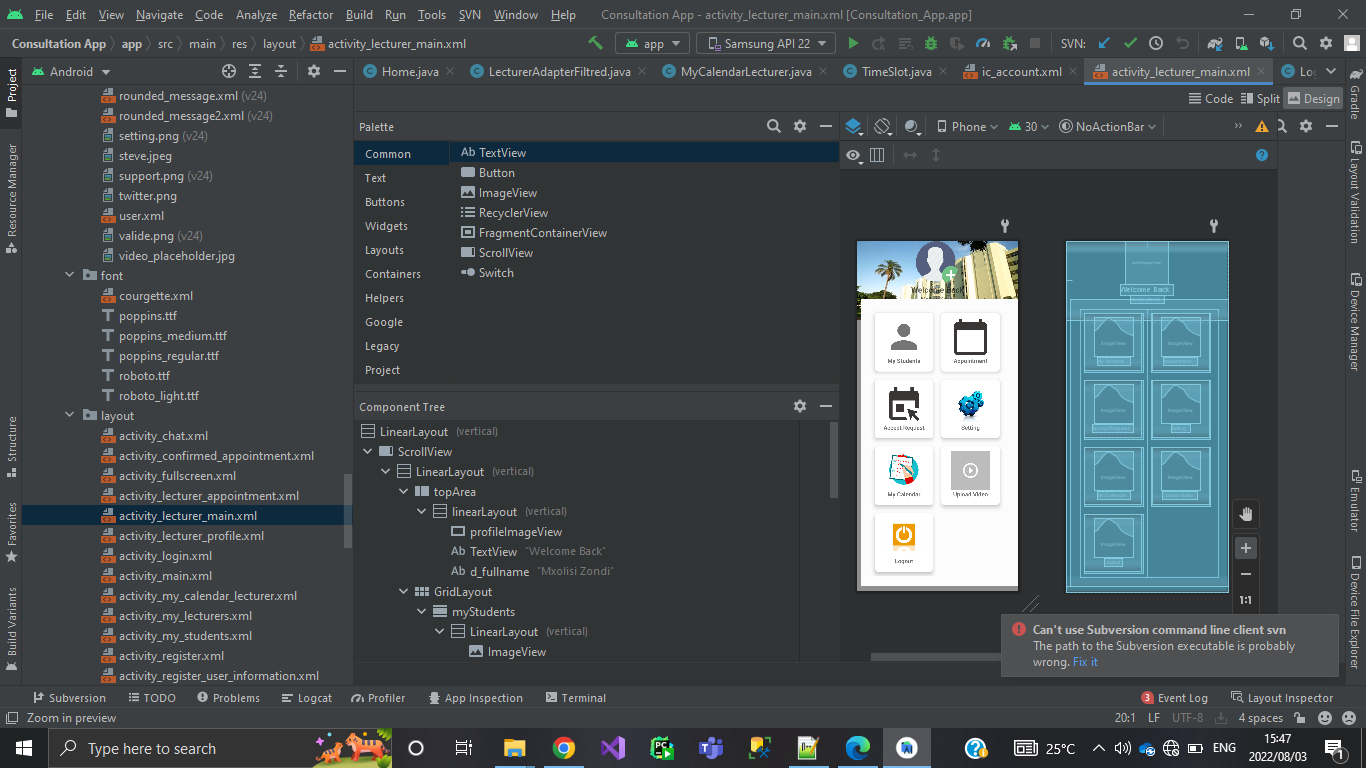 File Edit View Navigate Code Analyze Refactor Build Run Tools SVN Window Help Consultation App - activity_lecturer_main.xml [Consultation_App.app]
Consultation App app src main res layout activity_lecturer_main.xml app Samsung API 22 SVN:
Android Home.java LecturerAdapterFiltred.java MyCalendarLecturer.java TimeSlot.java ic_account.xml activity_lecturer_main.xml
Code Split Design
Project
Resource Manager
Structure
Favorites
Build Variants
rounded_message.xml (v24)
rounded_message2.xml (v24)
setting.png (v24)
steve.jpeg
support.png (v24)
twitter.png
user.xml
valide.png (v24)
video_placeholder.jpg
font
courgette.xml
poppins.ttf
poppins_medium.ttf
poppins_regular.ttf
roboto.ttf
roboto_light.ttf
layout
activity_chat.xml
activity_confirmed_appointment.xml
activity_fullscreen.xml
activity_lecturer_appointment.xml
activity_lecturer_main.xml
activity_lecturer_profile.xml
activity_login.xml
activity_main.xml
activity_my_calendar_lecturer.xml
activity_my_lecturers.xml
activity_my_students.xml
activity_register.xml
activity_register_user_information.xml
Palette
Common
Text
Buttons
Widgets
Layouts
Containers
Helpers
Google
Legacy
Project
Ab TextView
Button
ImageView
RecyclerView
FragmentContainerView
ScrollView
Switch
Component Tree
LinearLayout (vertical)
ScrollView
LinearLayout (vertical)
topArea
linearLayout (vertical)
profileImageView
Ab TextView "Welcome Back"
Ab d_fullname "Mxolisi Zondi"
GridLayout
myStudents
LinearLayout (vertical)
ImageView
Phone 30 NoActionBar
Welcome Back
My Students Appointment
Accept Request Setting
My Calendar Upload Video
Logout
Welcome Back
ImageView ImageView
ImageView ImageView
ImageView ImageView
ImageView
1:1
Can't use Subversion command line client svn
The path to the Subversion executable is probably
wrong. Fix it
Gradle
Layout Validation
Device Manager
Emulator
Device File Explorer
Subversion TODO Problems Logcat Profiler App Inspection Terminal 3 Event Log Layout Inspector
Zoom in preview 20:1 LF UTF-8 4 spaces
Type here to search 25°C ENG 15:47
2022/08/03 1